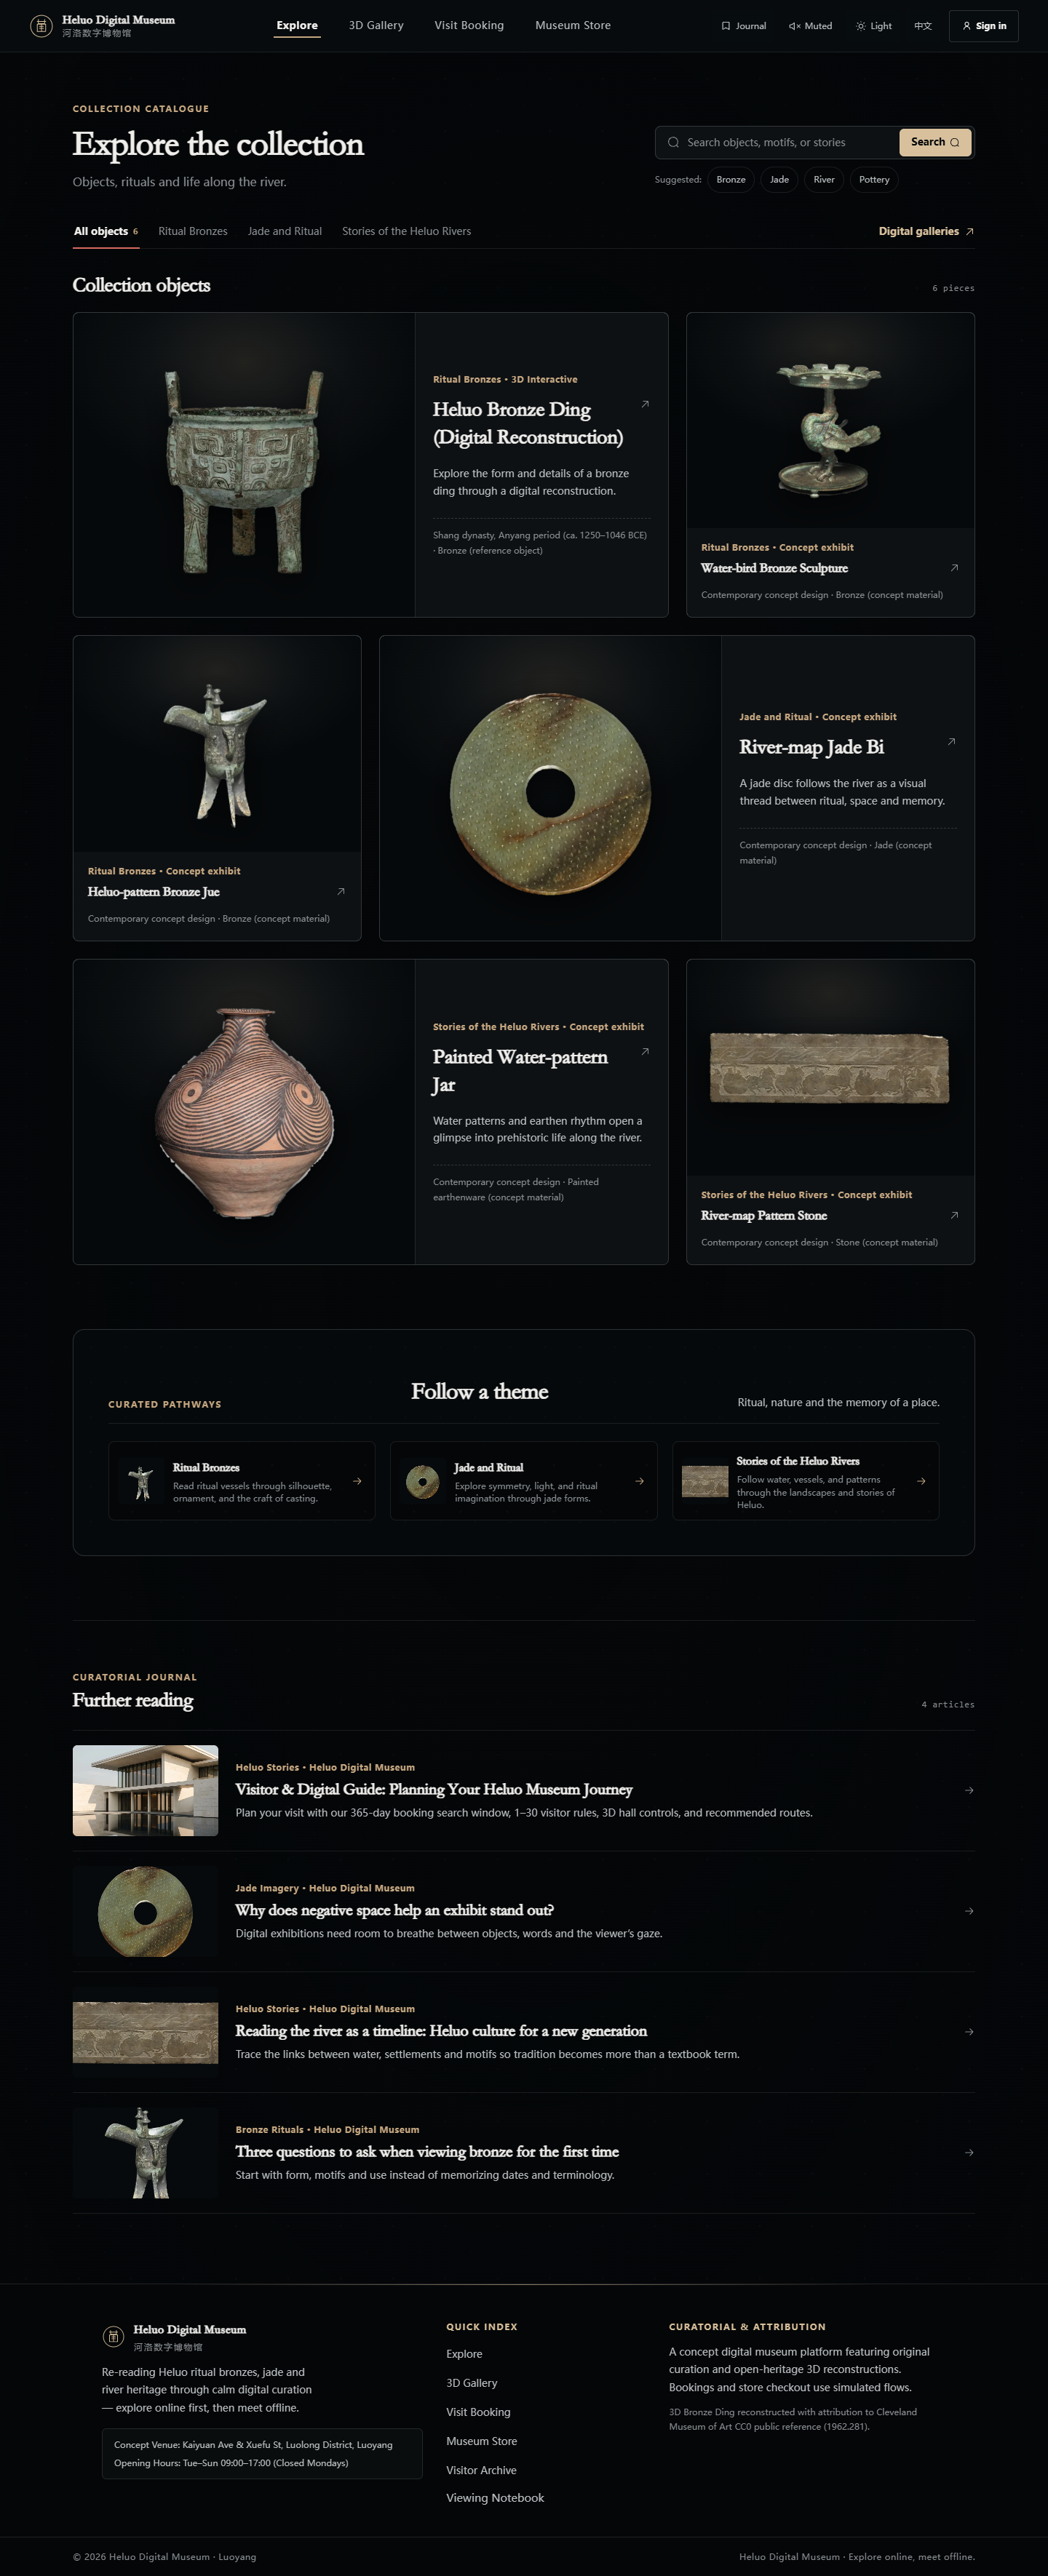 Heluo Digital Museum
河洛数字博物馆
Explore
3D Gallery
Visit Booking
Museum Store
Journal
Muted
Light
中文
Sign in
COLLECTION CATALOGUE
Explore the collection
Objects, rituals and life along the river.
Search objects, motifs, or stories
Search
Suggested:
Bronze
Jade
River
Pottery
All objects 6
Ritual Bronzes
Jade and Ritual
Stories of the Heluo Rivers
Digital galleries
Collection objects
6 pieces
Ritual Bronzes • 3D Interactive
Heluo Bronze Ding
(Digital Reconstruction)
Explore the form and details of a bronze
ding through a digital reconstruction.
Shang dynasty, Anyang period (ca. 1250–1046 BCE)
· Bronze (reference object)
Ritual Bronzes • Concept exhibit
Water-bird Bronze Sculpture
Contemporary concept design · Bronze (concept material)
Ritual Bronzes • Concept exhibit
Heluo-pattern Bronze Jue
Contemporary concept design · Bronze (concept material)
Jade and Ritual • Concept exhibit
River-map Jade Bi
A jade disc follows the river as a visual
thread between ritual, space and memory.
Contemporary concept design · Jade (concept
material)
Stories of the Heluo Rivers • Concept exhibit
Painted Water-pattern
Jar
Water patterns and earthen rhythm open a
glimpse into prehistoric life along the river.
Contemporary concept design · Painted
earthenware (concept material)
Stories of the Heluo Rivers • Concept exhibit
River-map Pattern Stone
Contemporary concept design · Stone (concept material)
CURATED PATHWAYS
Follow a theme
Ritual, nature and the memory of a place.
Ritual Bronzes
Read ritual vessels through silhouette,
ornament, and the craft of casting.
Jade and Ritual
Explore symmetry, light, and ritual
imagination through jade forms.
Stories of the Heluo Rivers
Follow water, vessels, and patterns
through the landscapes and stories of
Heluo.
CURATORIAL JOURNAL
Further reading
4 articles
Heluo Stories • Heluo Digital Museum
Visitor & Digital Guide: Planning Your Heluo Museum Journey
Plan your visit with our 365-day booking search window, 1–30 visitor rules, 3D hall controls, and recommended routes.
Jade Imagery • Heluo Digital Museum
Why does negative space help an exhibit stand out?
Digital exhibitions need room to breathe between objects, words and the viewer's gaze.
Heluo Stories • Heluo Digital Museum
Reading the river as a timeline: Heluo culture for a new generation
Trace the links between water, settlements and motifs so tradition becomes more than a textbook term.
Bronze Rituals • Heluo Digital Museum
Three questions to ask when viewing bronze for the first time
Start with form, motifs and use instead of memorizing dates and terminology.
Heluo Digital Museum
河洛数字博物馆
Re-reading Heluo ritual bronzes, jade and
river heritage through calm digital curation
— explore online first, then meet offline.
Concept Venue: Kaiyuan Ave & Xuefu St, Luolong District, Luoyang
Opening Hours: Tue–Sun 09:00–17:00 (Closed Mondays)
QUICK INDEX
Explore
3D Gallery
Visit Booking
Museum Store
Visitor Archive
Viewing Notebook
CURATORIAL & ATTRIBUTION
A concept digital museum platform featuring original
curation and open-heritage 3D reconstructions.
Bookings and store checkout use simulated flows.
3D Bronze Ding reconstructed with attribution to Cleveland
Museum of Art CC0 public reference (1962.281).
© 2026 Heluo Digital Museum · Luoyang
Heluo Digital Museum · Explore online, meet offline.